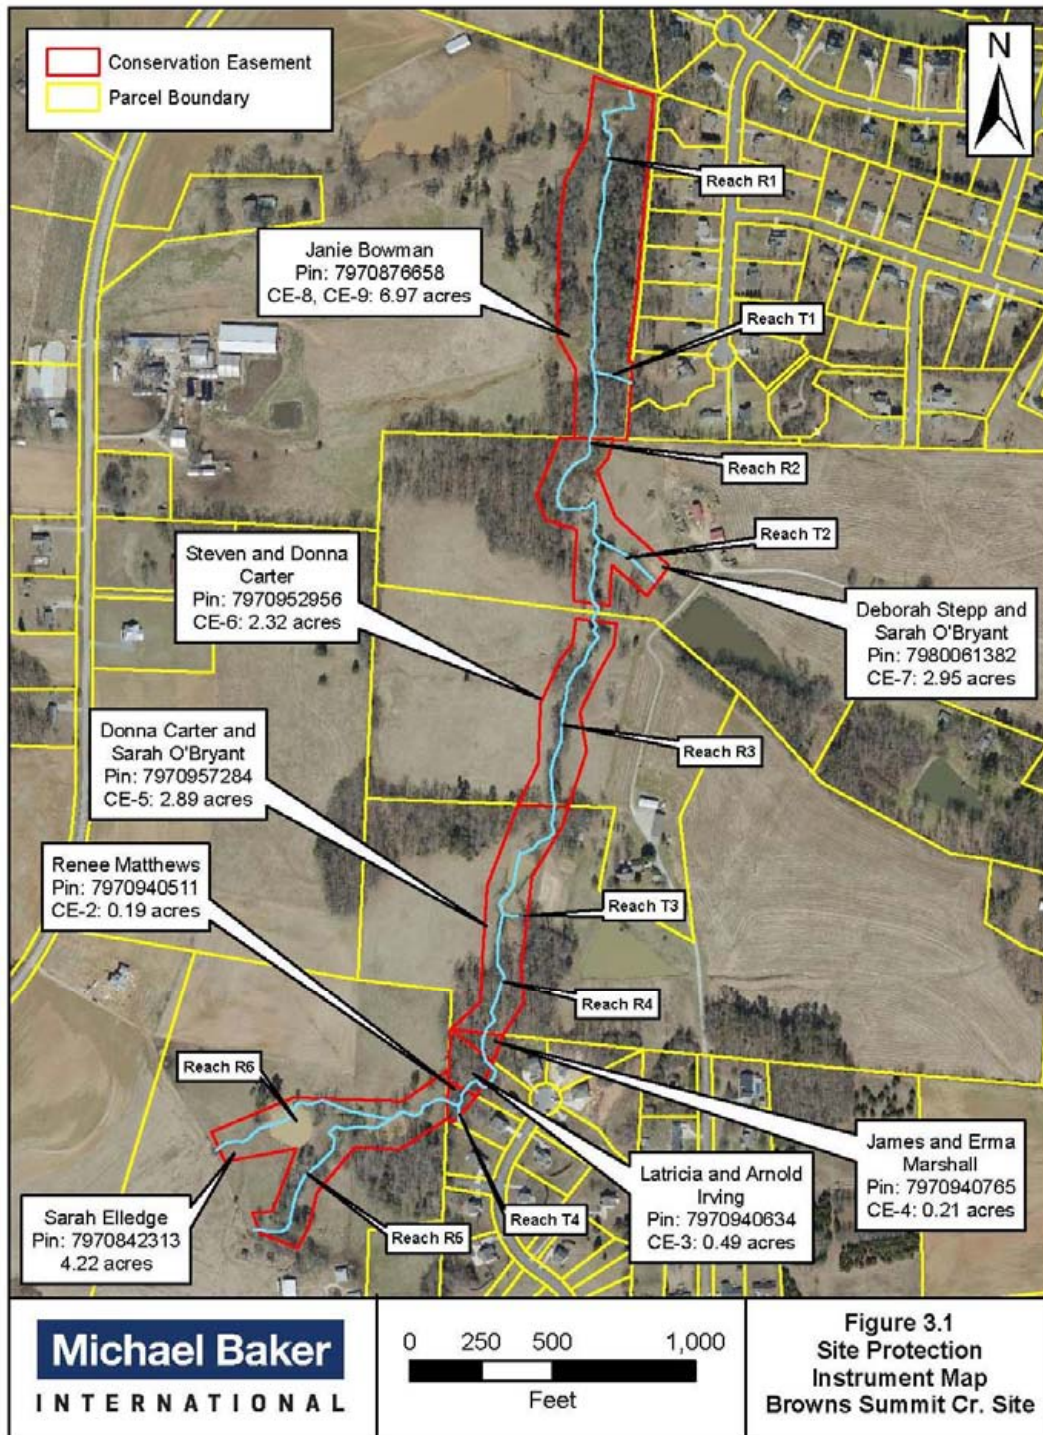 Conservation Easement
Parcel Boundary
N
Reach R1
Janie Bowman
Pin: 7970876658
CE-8, CE-9: 6.97 acres
Reach T1
Reach R2
Reach T2
Steven and Donna
Carter
Pin: 7970952956
CE-6: 2.32 acres
Deborah Stepp and
Sarah O'Bryant
Pin: 7980061382
CE-7: 2.95 acres
Donna Carter and
Sarah O'Bryant
Pin: 7970957284
CE-5: 2.89 acres
Reach R3
Renee Matthews
Pin: 7970940511
CE-2: 0.19 acres
Reach T3
Reach R4
Reach R6
James and Erma
Marshall
Pin: 7970940765
CE-4: 0.21 acres
Latricia and Arnold
Irving
Pin: 7970940634
CE-3: 0.49 acres
Sarah Elledge
Pin: 7970842313
4.22 acres
Reach R5
Reach T4
Michael Baker
INTERNATIONAL
0 250 500 1,000
Feet
Figure 3.1
Site Protection
Instrument Map
Browns Summit Cr. Site